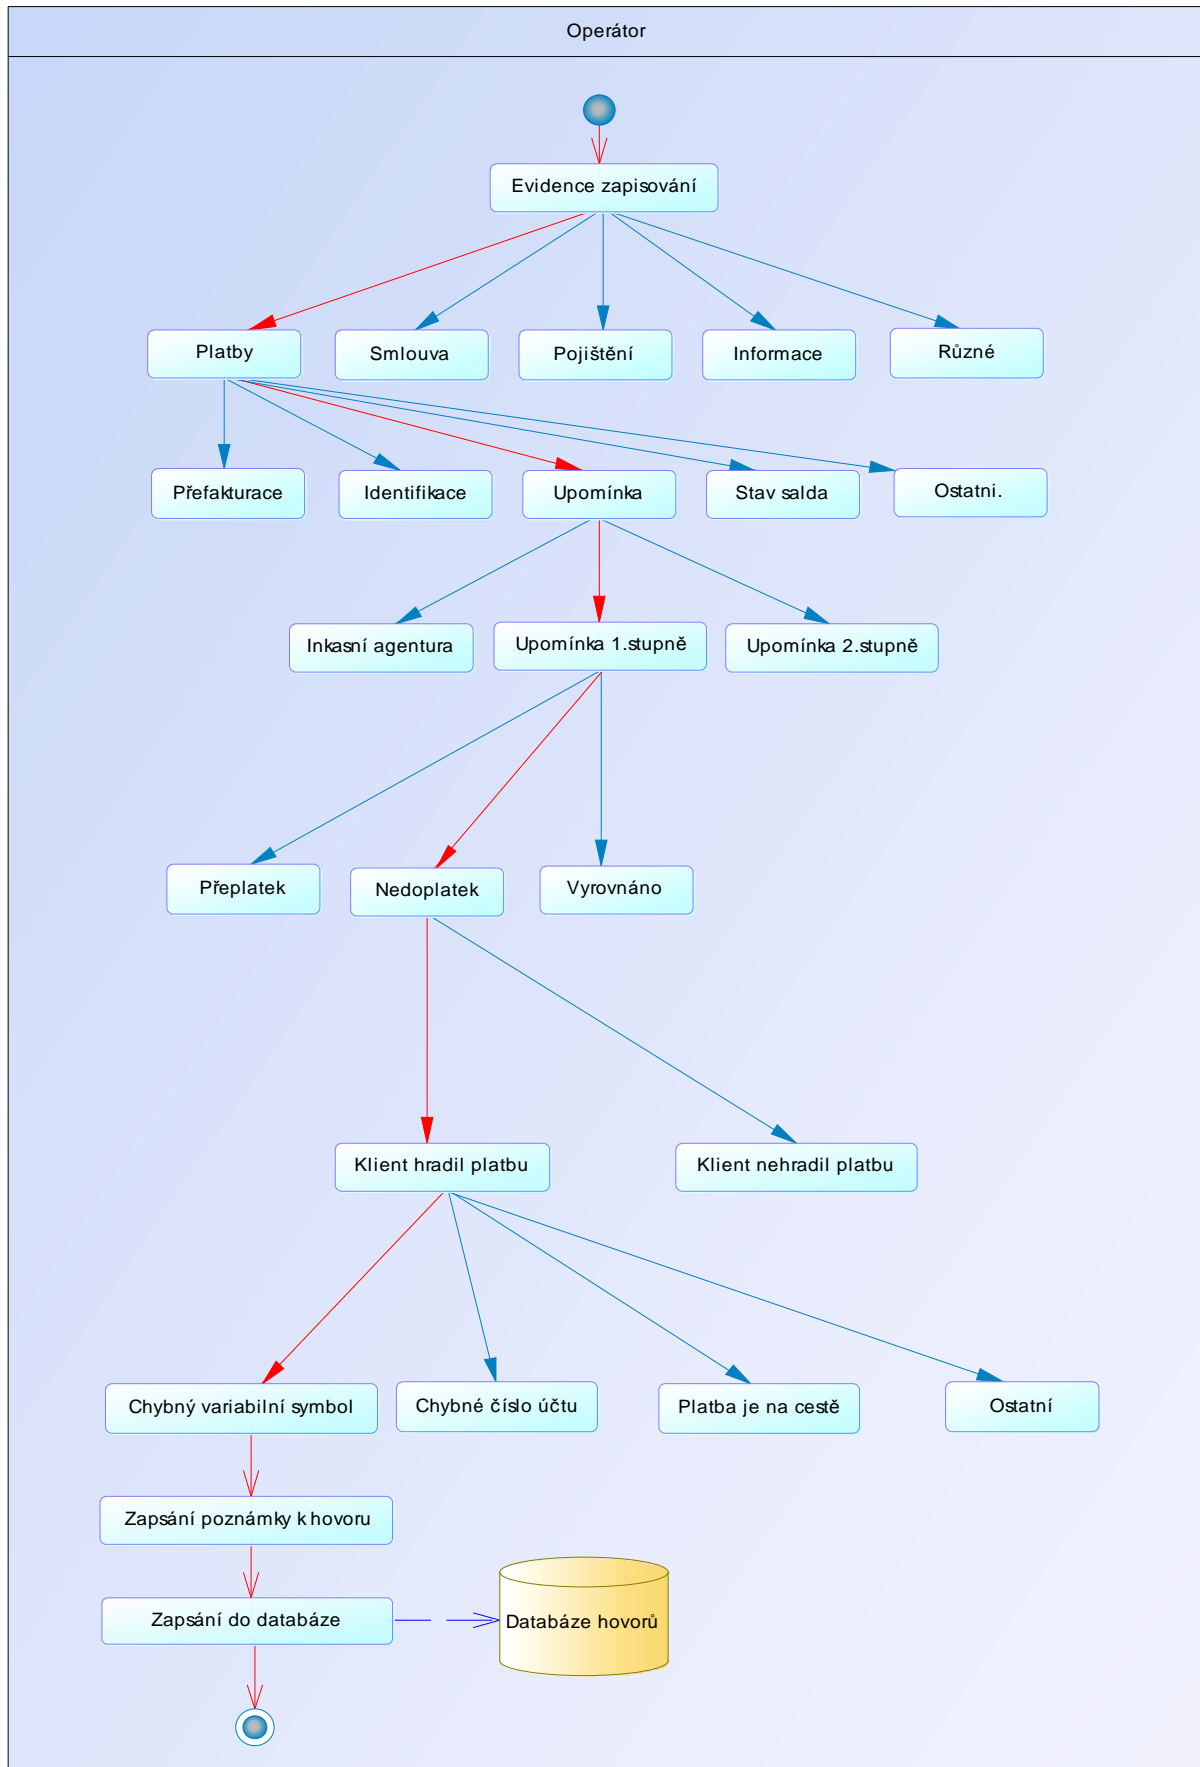 Operátor
Evidence zapisování
Platby
Smlouva
Pojištění
Informace
Různé
Přefakturace
Identifikace
Upomínka
Stav salda
Ostatni.
Inkasní agentura
Upomínka 1.stupně
Upomínka 2.stupně
Přeplatek
Nedoplatek
Vyrovnáno
Klient hradil platbu
Klient nehradil platbu
Chybný variabilní symbol
Chybné číslo účtu
Platba je na cestě
Ostatní
Zapsání poznámky k hovoru
Zapsání do databáze
Databáze hovorů